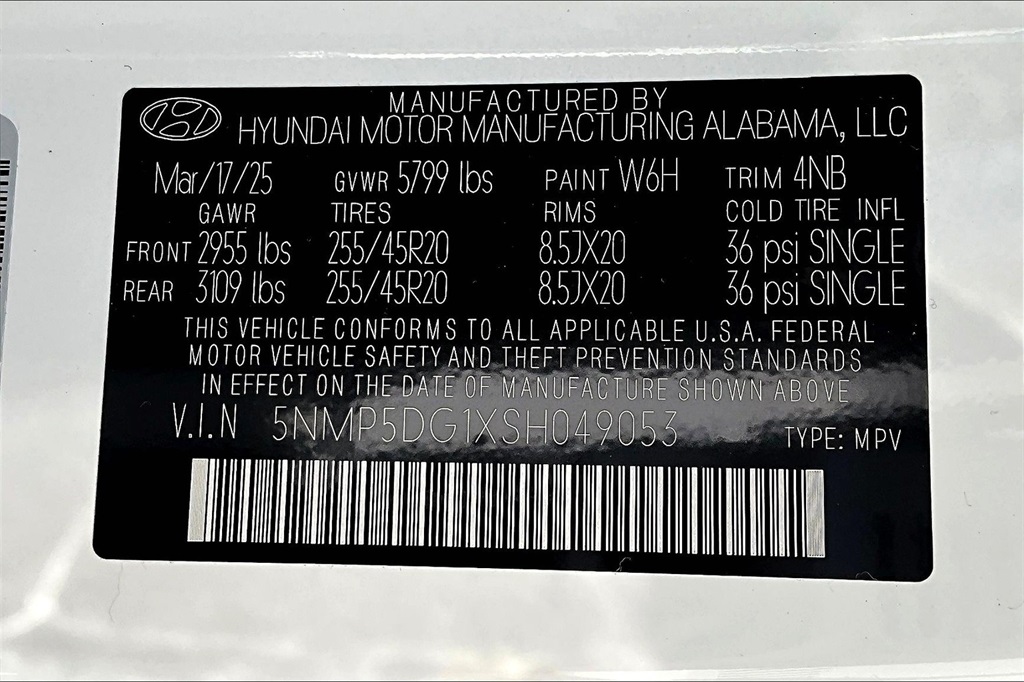 MANUFACTURED BY
HYUNDAI MOTOR MANUFACTURING ALABAMA, LLC
Mar/17/25 GVWR 5799 lbs PAINT W6H TRIM 4NB
GAWR TIRES RIMS COLD TIRE INFL
FRONT 2955 lbs 255/45R20 8.5JX20 36 psi SINGLE
REAR 3109 lbs 255/45R20 8.5JX20 36 psi SINGLE
THIS VEHICLE CONFORMS TO ALL APPLICABLE U.S.A. FEDERAL
MOTOR VEHICLE SAFETY AND THEFT PREVENTION STANDARDS
IN EFFECT ON THE DATE OF MANUFACTURE SHOWN ABOVE
V.I.N 5NMP5DG1XSH049053 TYPE: MPV